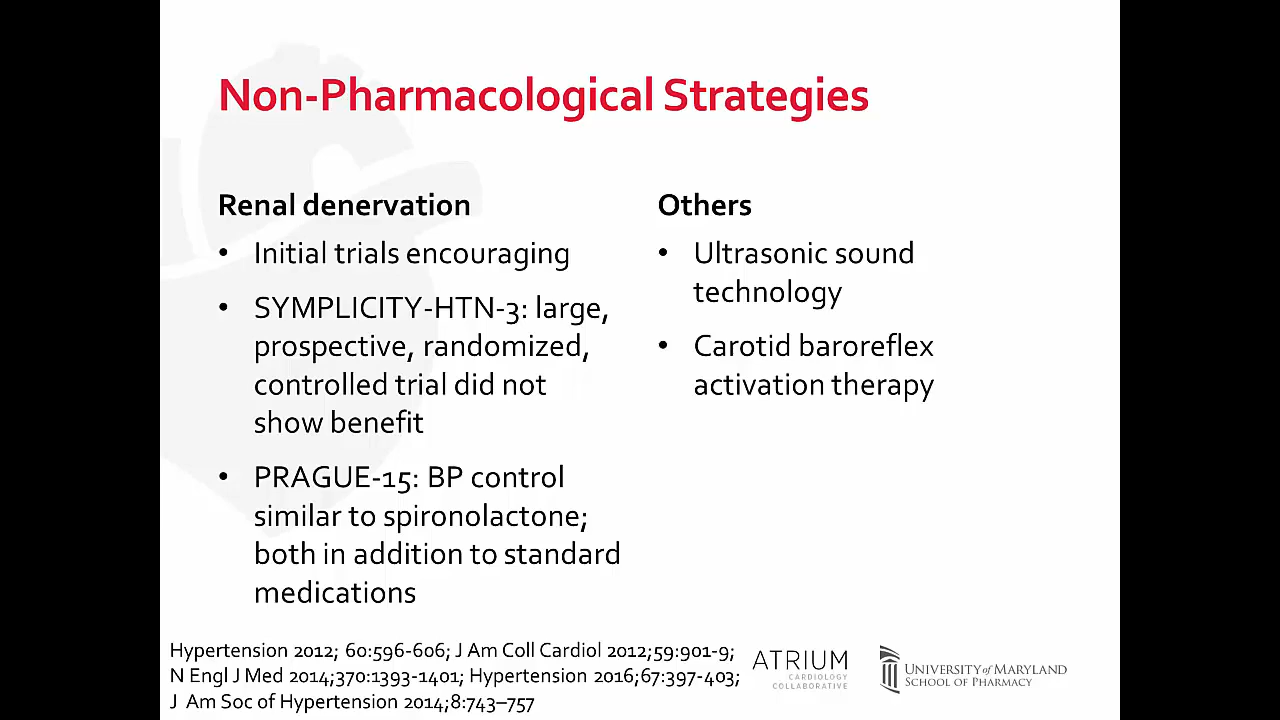 Non-Pharmacological Strategies
Renal denervation
• Initial trials encouraging
• SYMPLICITY-HTN-3: large,
prospective, randomized,
controlled trial did not
show benefit
• PRAGUE-15: BP control
similar to spironolactone;
both in addition to standard
medications
Others
• Ultrasonic sound
technology
• Carotid baroreflex
activation therapy
Hypertension 2012; 60:596-606; J Am Coll Cardiol 2012;59:901-9;
N Engl J Med 2014;370:1393-1401; Hypertension 2016;67:397-403;
J Am Soc of Hypertension 2014;8:743–757
ATRIUM
CARDIOLOGY
COLLABORATIVE
UNIVERSITY of MARYLAND
SCHOOL OF PHARMACY